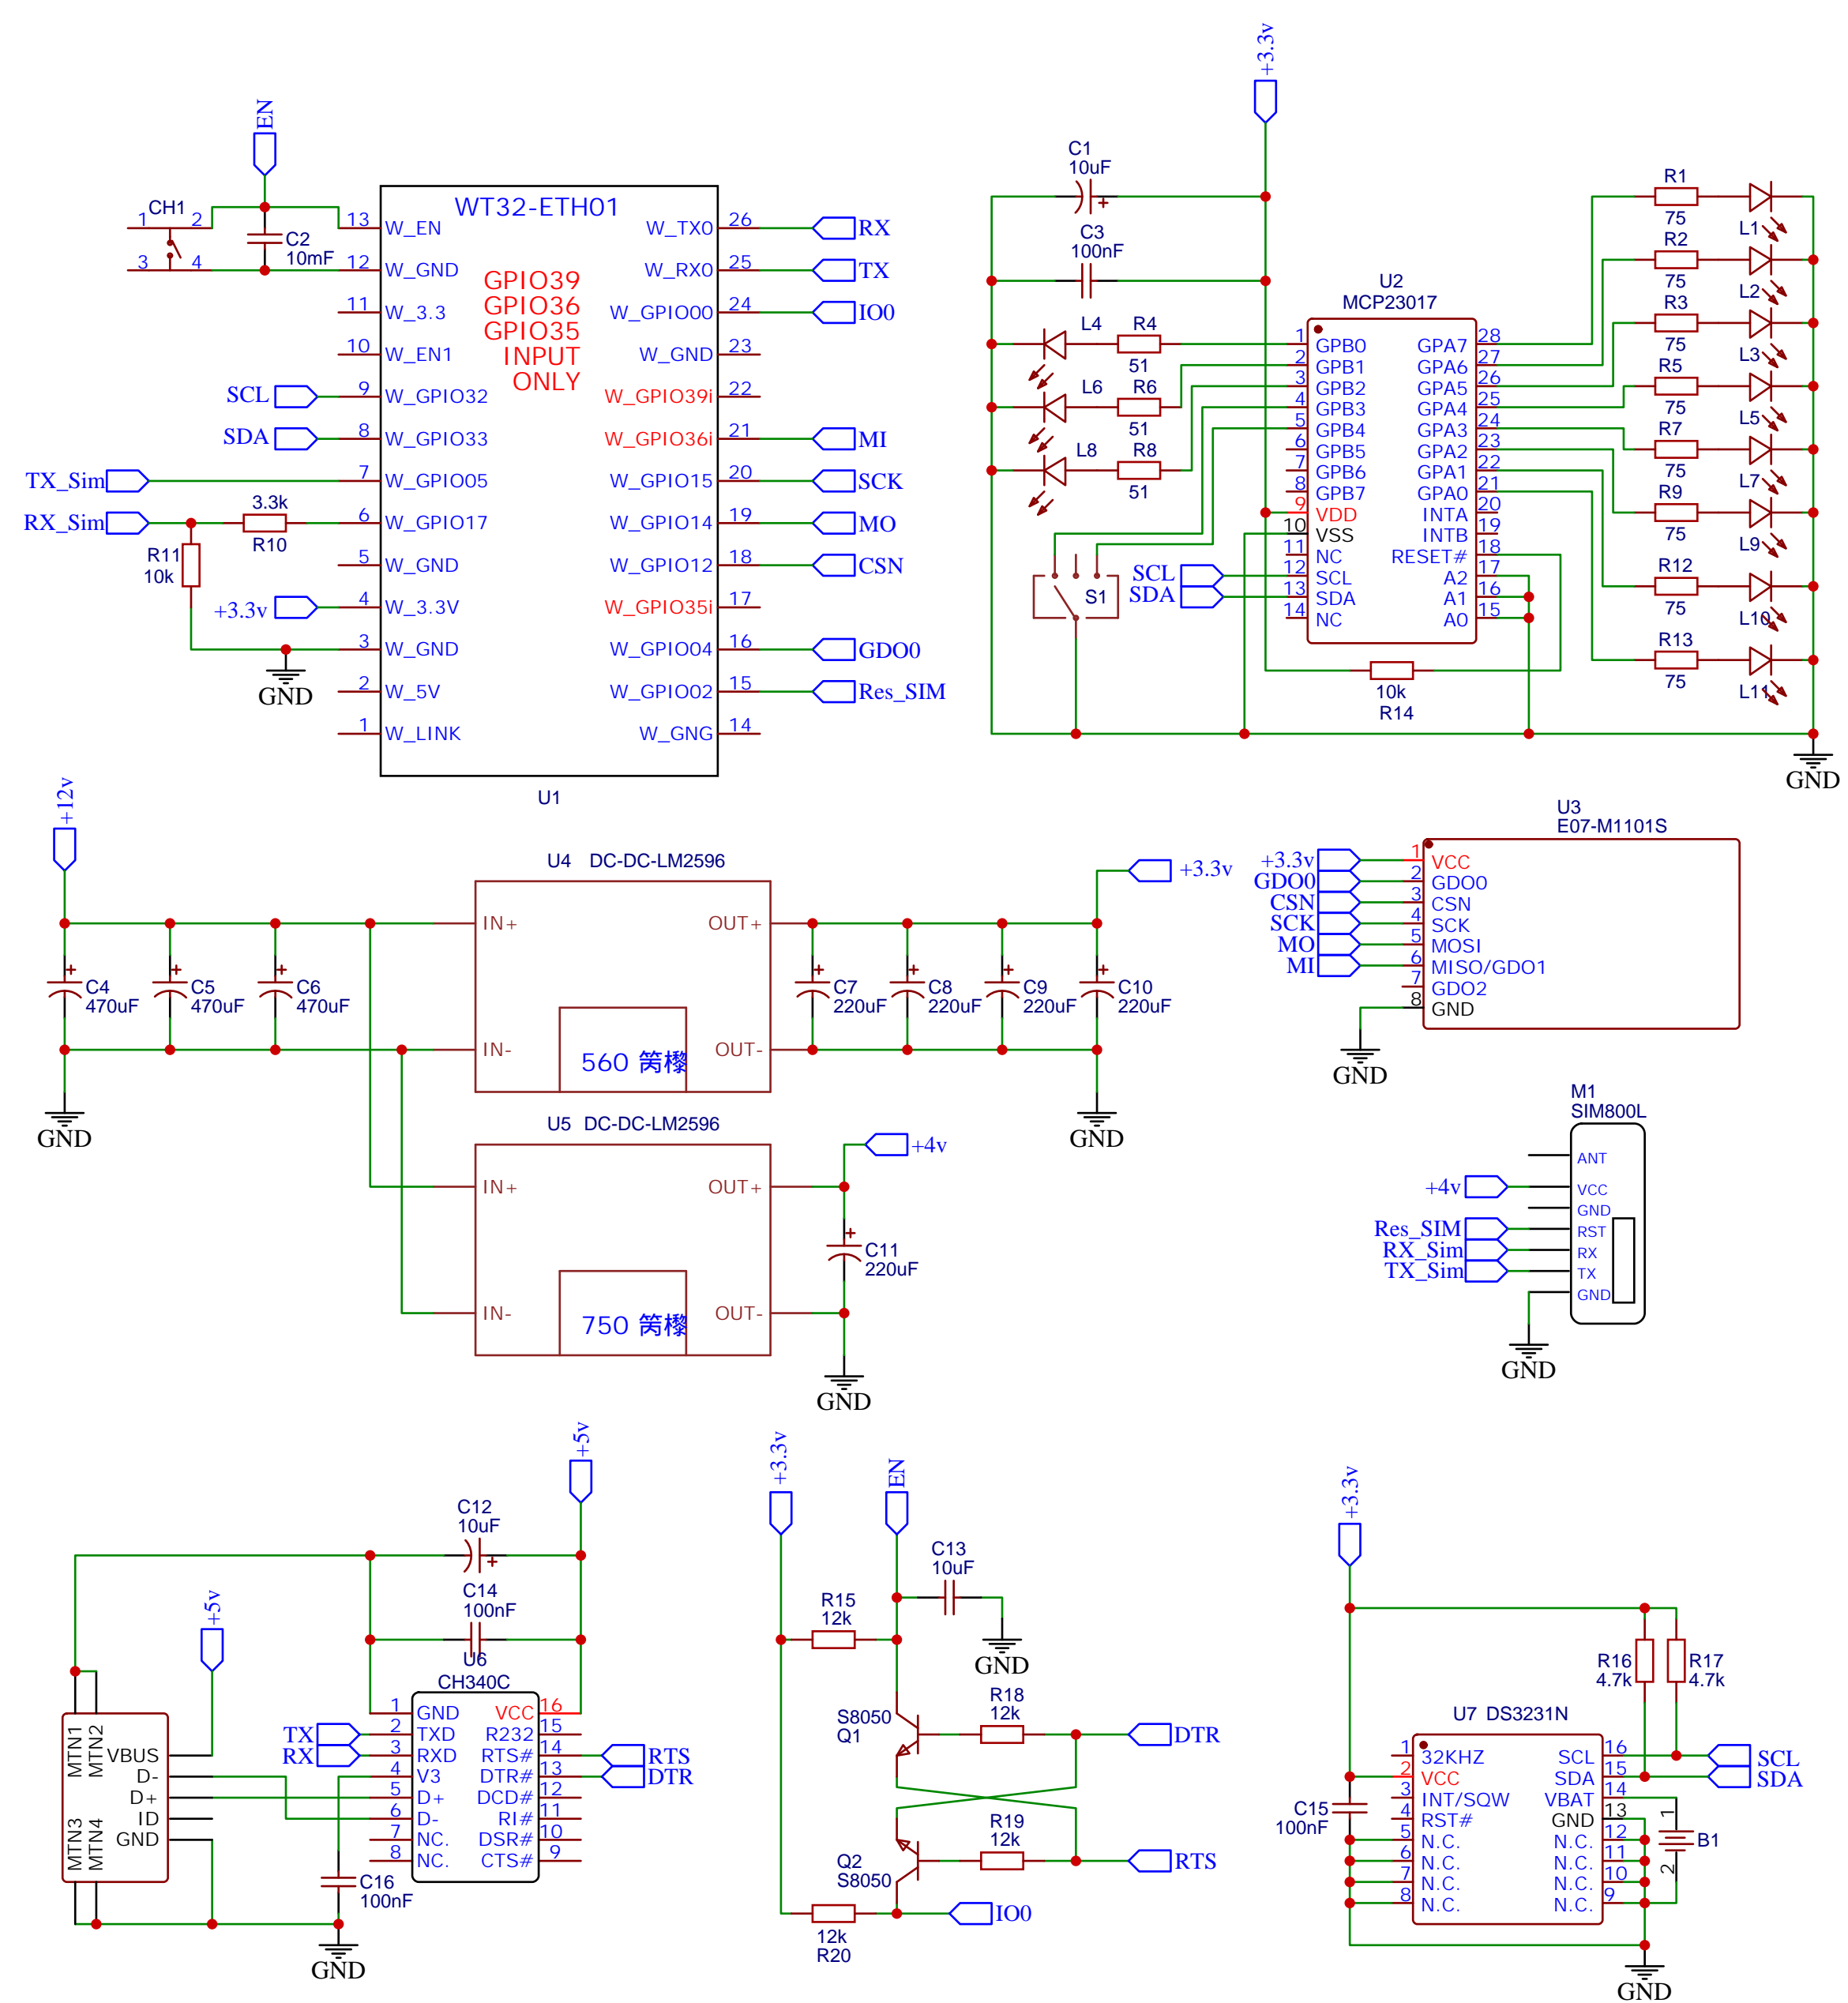 EN
CH1
1
2
3
4
C2
10mF
WT32-ETH01
GPIO39
GPIO36
GPIO35
INPUT
ONLY
13 W_EN
12 W_GND
11 W_3.3
10 W_EN1
SCL 9 W_GPIO32
SDA 8 W_GPIO33
TX_Sim 7 W_GPIO05
RX_Sim 3.3k R10 6 W_GPIO17
R11
10k
5 W_GND
+3.3v 4 W_3.3V
3 W_GND
GND
2 W_5V
1 W_LINK
W_TX0 26 RX
W_RX0 25 TX
W_GPIO00 24 IO0
W_GND 23
W_GPIO39i 22
W_GPIO36i 21 MI
W_GPIO15 20 SCK
W_GPIO14 19 MO
W_GPIO12 18 CSN
W_GPIO35i 17
W_GPIO04 16 GDO0
W_GPIO02 15 Res_SIM
W_GNG 14
U1
+3.3v
C1
10uF
C3
100nF
L4 R4
51
L6 R6
51
L8 R8
51
S1
SCL
SDA
U2
MCP23017
1 GPB0
2 GPB1
3 GPB2
4 GPB3
5 GPB4
6 GPB5
7 GPB6
8 GPB7
9 VDD
10 VSS
11 NC
12 SCL
13 SDA
14 NC
GPA7 28
GPA6 27
GPA5 26
GPA4 25
GPA3 24
GPA2 23
GPA1 22
GPA0 21
INTA 20
INTB 19
RESET# 18
A2 17
A1 16
A0 15
10k
R14
R1
75 L1
R2
75 L2
R3
75 L3
R5
75 L5
R7
75 L7
R9
75 L9
R12
75 L10
R13
75 L11
GND
+12v
C4
470uF
C5
470uF
C6
470uF
GND
U4 DC-DC-LM2596
IN+ OUT+
IN- OUT-
560 笍檪
+3.3v
C7
220uF
C8
220uF
C9
220uF
C10
220uF
GND
U5 DC-DC-LM2596
IN+ OUT+
IN- OUT-
750 笍檪
+4v
C11
220uF
GND
U3
E07-M1101S
+3.3v 1 VCC
GDO0 2 GDO0
CSN 3 CSN
SCK 4 SCK
MO 5 MOSI
MI 6 MISO/GDO1
7 GDO2
8 GND
GND
M1
SIM800L
ANT
+4v VCC
GND
Res_SIM RST
RX_Sim RX
TX_Sim TX
GND
GND
+5v
C12
10uF
C14
100nF
U6
CH340C
+5v
MTN1
MTN2
MTN3
MTN4
VBUS
D-
D+
ID
GND
TX
RX
1 GND
2 TXD
3 RXD
4 V3
5 D+
6 D-
7 NC.
8 NC.
VCC 16
R232 15
RTS# 14 RTS
DTR# 13 DTR
DCD# 12
RI# 11
DSR# 10
CTS# 9
C16
100nF
GND
+3.3v
EN
C13
10uF
GND
R15
12k
S8050
Q1
R18
12k
DTR
R19
12k
RTS
Q2
S8050
IO0
12k
R20
+3.3v
R16
4.7k
R17
4.7k
U7 DS3231N
1 32KHZ
2 VCC
3 INT/SQW
4 RST#
5 N.C.
6 N.C.
7 N.C.
8 N.C.
SCL 16 SCL
SDA 15 SDA
VBAT 14
GND 13
N.C. 12
N.C. 11
N.C. 10
N.C. 9
C15
100nF
1
B1
2
GND